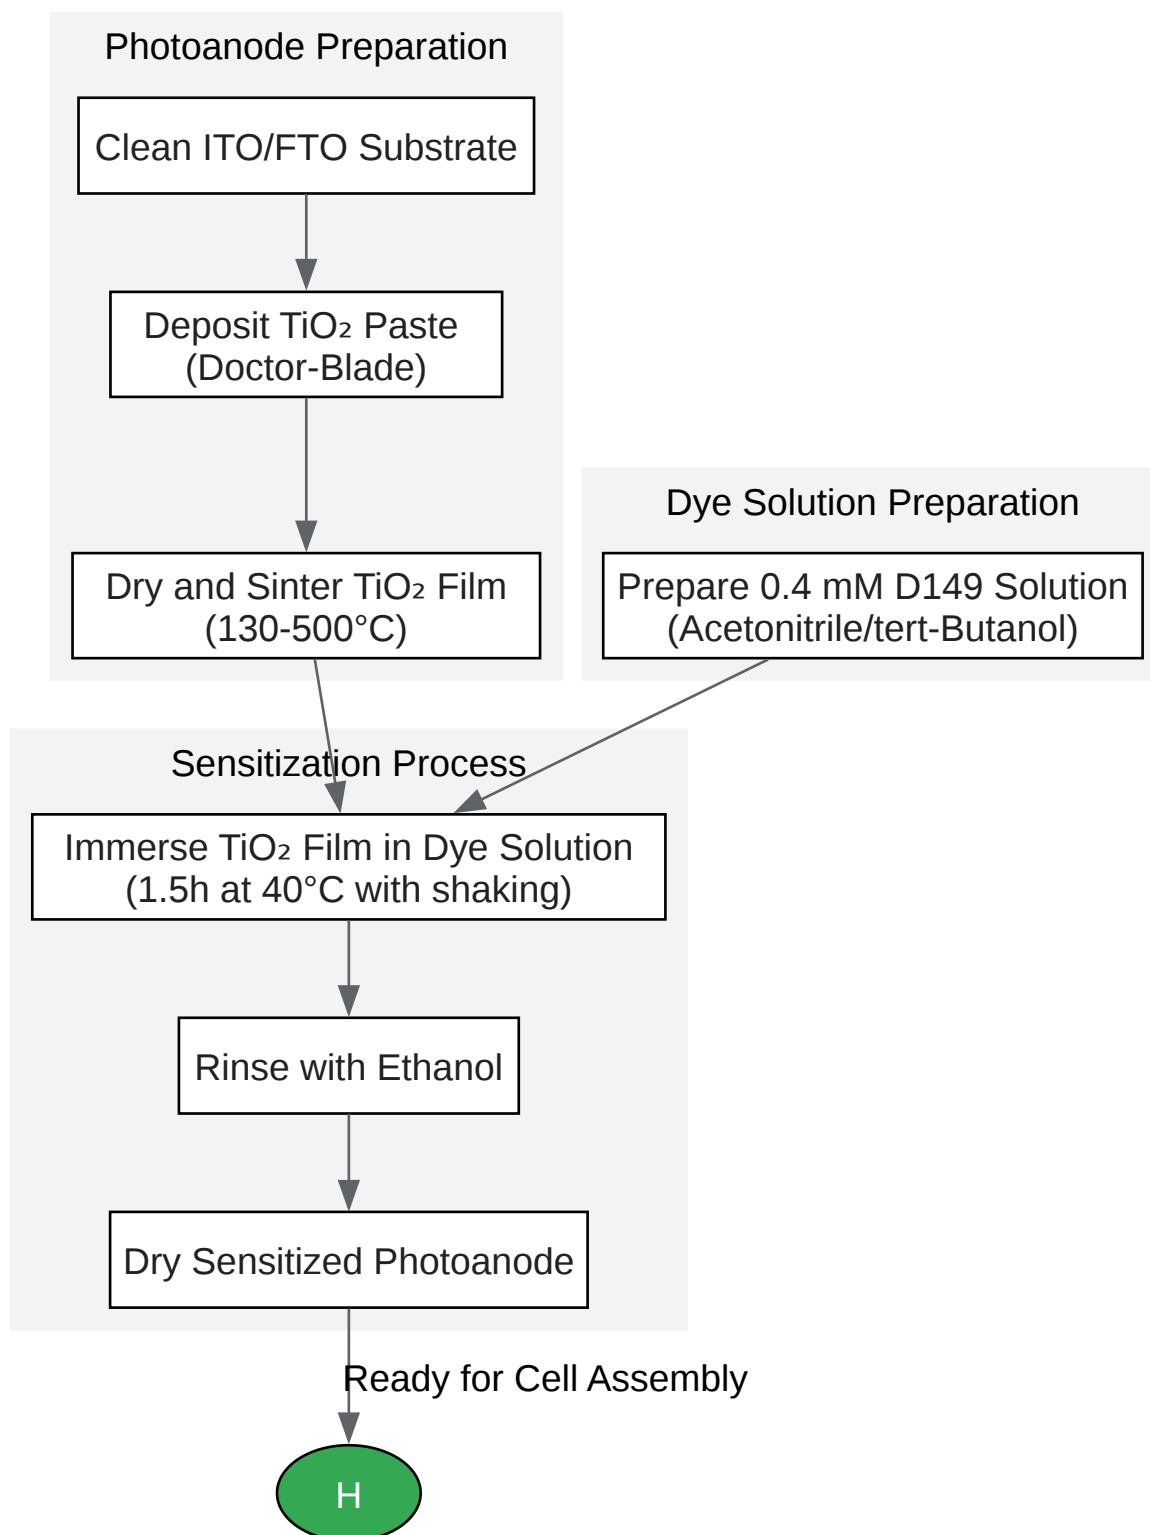 Photoanode Preparation
Clean ITO/FTO Substrate
Deposit TiO₂ Paste
(Doctor-Blade)
Dry and Sinter TiO₂ Film
(130-500°C)
Dye Solution Preparation
Prepare 0.4 mM D149 Solution
(Acetonitrile/tert-Butanol)
Sensitization Process
Immerse TiO₂ Film in Dye Solution
(1.5h at 40°C with shaking)
Rinse with Ethanol
Dry Sensitized Photoanode
Ready for Cell Assembly
H